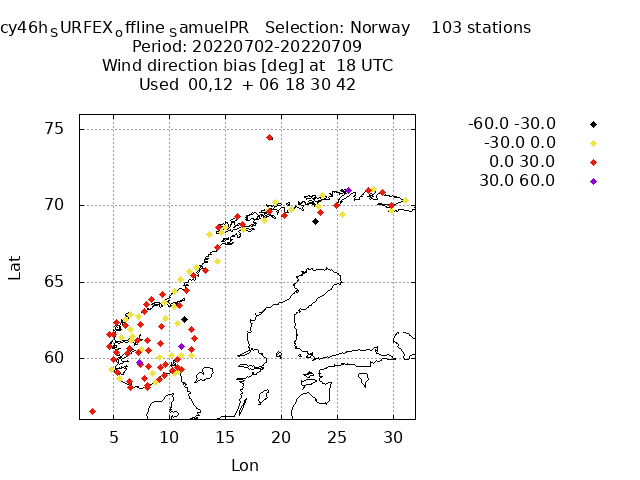 cy46h_SURFEX_offline_SamuelPR Selection: Norway 103 stations
Period: 20220702-20220709
Wind direction bias [deg] at 18 UTC
Used 00,12 + 06 18 30 42
-60.0 -30.0
-30.0 0.0
0.0 30.0
30.0 60.0
75
70
65
60
Lat
5 10 15 20 25 30
Lon